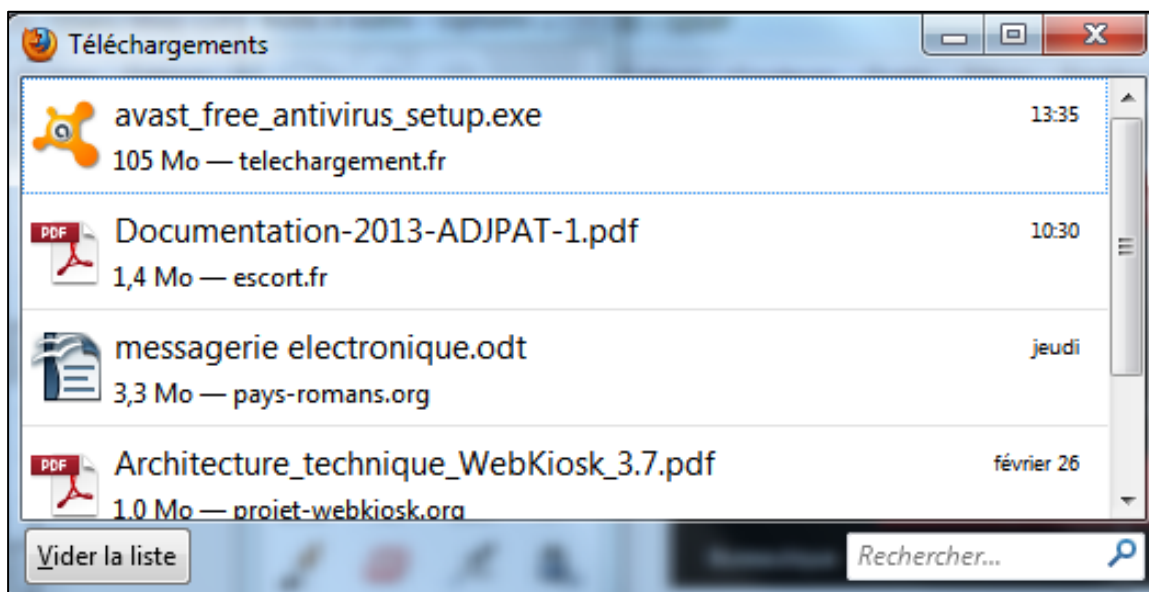 Téléchargements
avast_free_antivirus_setup.exe
13:35
105 Mo — telechargement.fr
Documentation-2013-ADJPAT-1.pdf
10:30
1,4 Mo — escort.fr
messagerie electronique.odt
jeudi
3,3 Mo — pays-romans.org
Architecture_technique_WebKiosk_3.7.pdf
février 26
1,0 Mo — projet-webkiosk.org
Vider la liste
Rechercher...